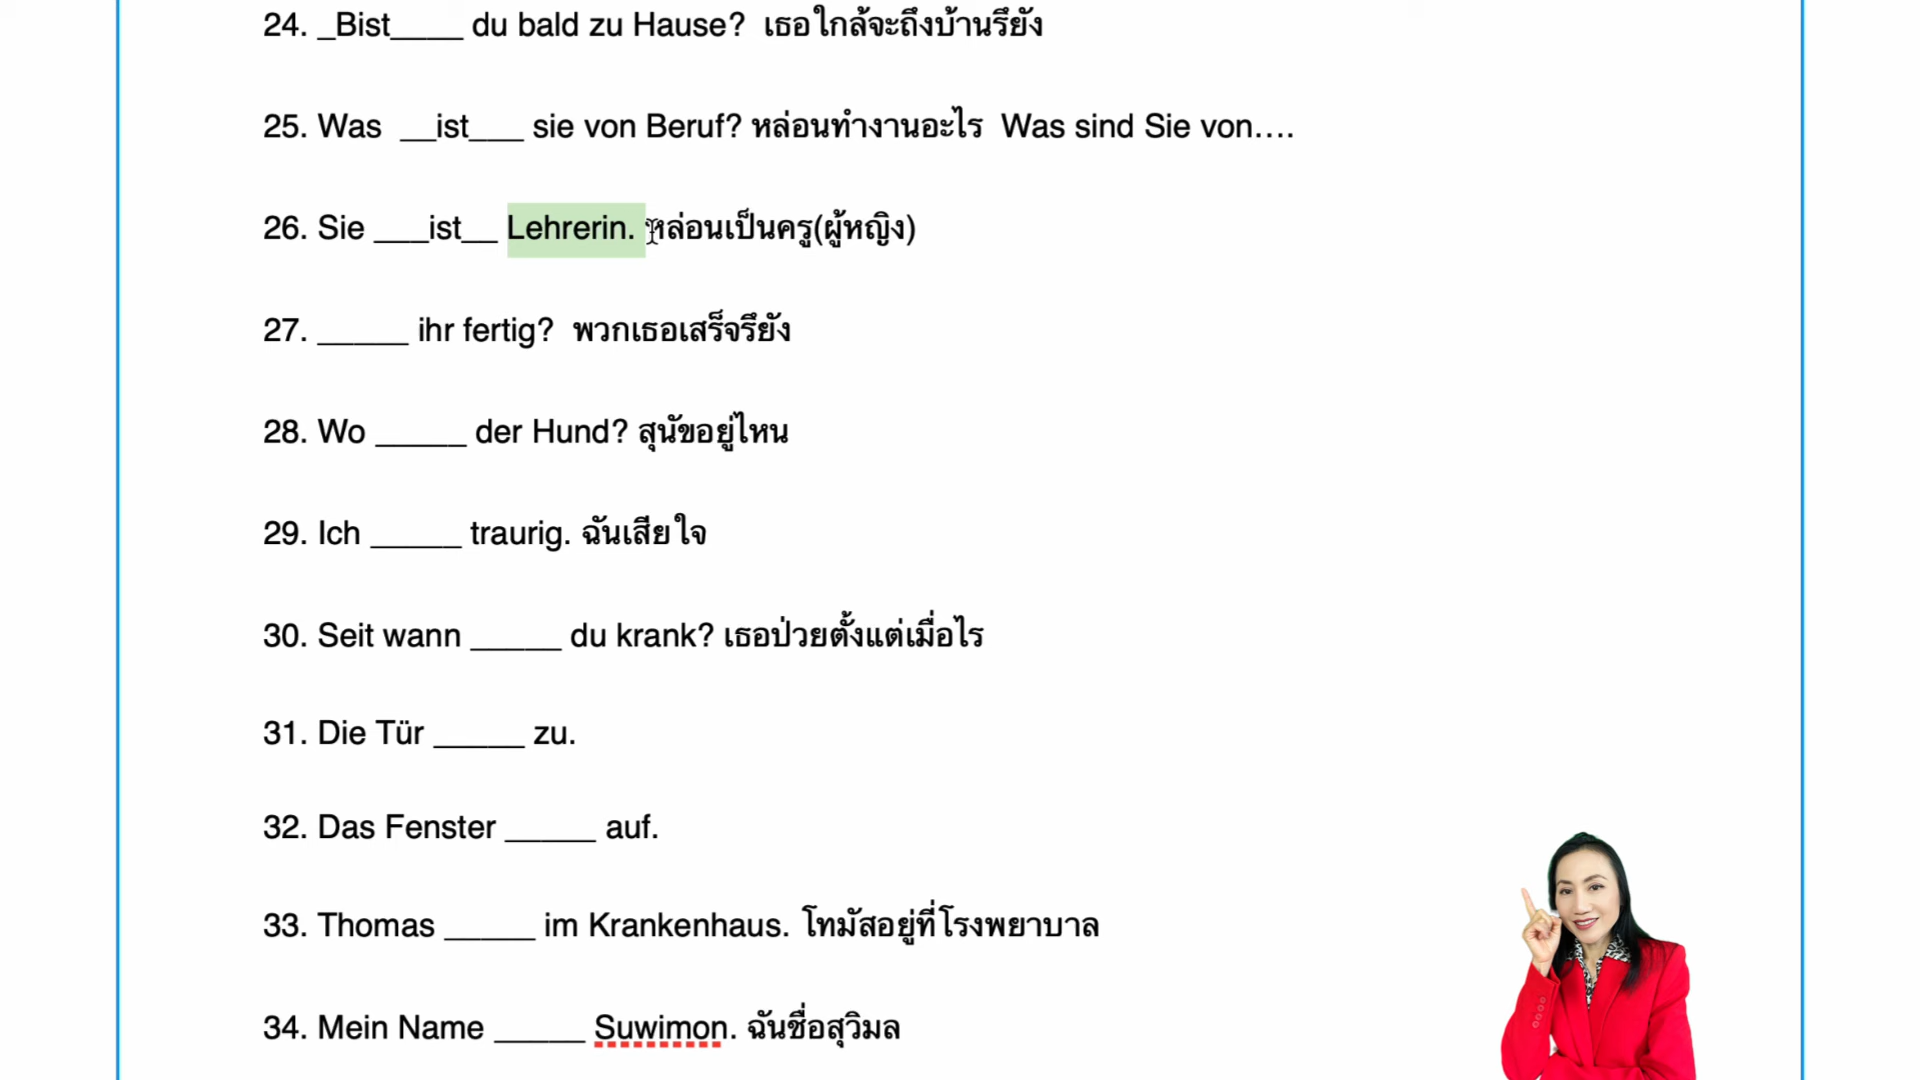 24. _Bist____ du bald zu Hause?  เธอใกล้จะถึงบ้านรึยัง
25. Was  __ist___ sie von Beruf? หล่อนทำงานอะไร  Was sind Sie von….
26. Sie ___ist__ Lehrerin. หล่อนเป็นครู(ผู้หญิง)
27. _____ ihr fertig?  พวกเธอเสร็จรึยัง
28. Wo _____ der Hund? สุนัขอยู่ไหน
29. Ich _____ traurig. ฉันเสียใจ
30. Seit wann _____ du krank? เธอป่วยตั้งแต่เมื่อไร
31. Die Tür _____ zu.
32. Das Fenster _____ auf.
33. Thomas _____ im Krankenhaus. โทมัสอยู่ที่โรงพยาบาล
34. Mein Name _____ Suwimon. ฉันชื่อสุวิมล